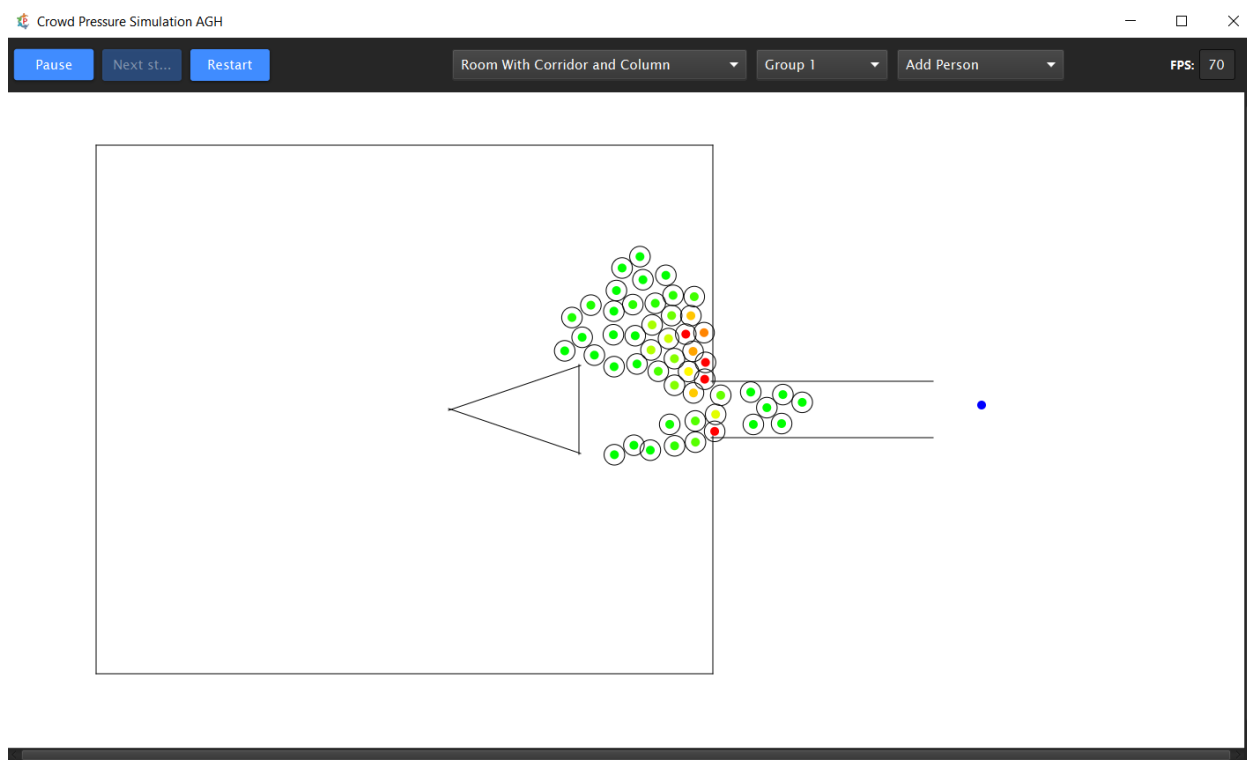 Crowd Pressure Simulation AGH
Pause Next st... Restart Room With Corridor and Column Group 1 Add Person FPS: 70